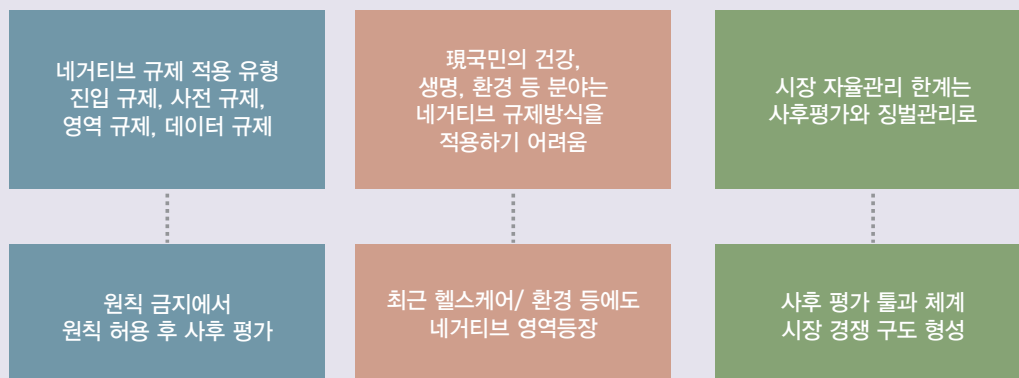 네거티브 규제 적용 유형
진입 규제, 사전 규제,
영역 규제, 데이터 규제
現국민의 건강,
생명, 환경 등 분야는
네거티브 규제방식을
적용하기 어려움
시장 자율관리 한계는
사후평가와 징벌관리로
원칙 금지에서
원칙 허용 후 사후 평가
최근 헬스케어/ 환경 등에도
네거티브 영역등장
사후 평가 툴과 체계
시장 경쟁 구도 형성